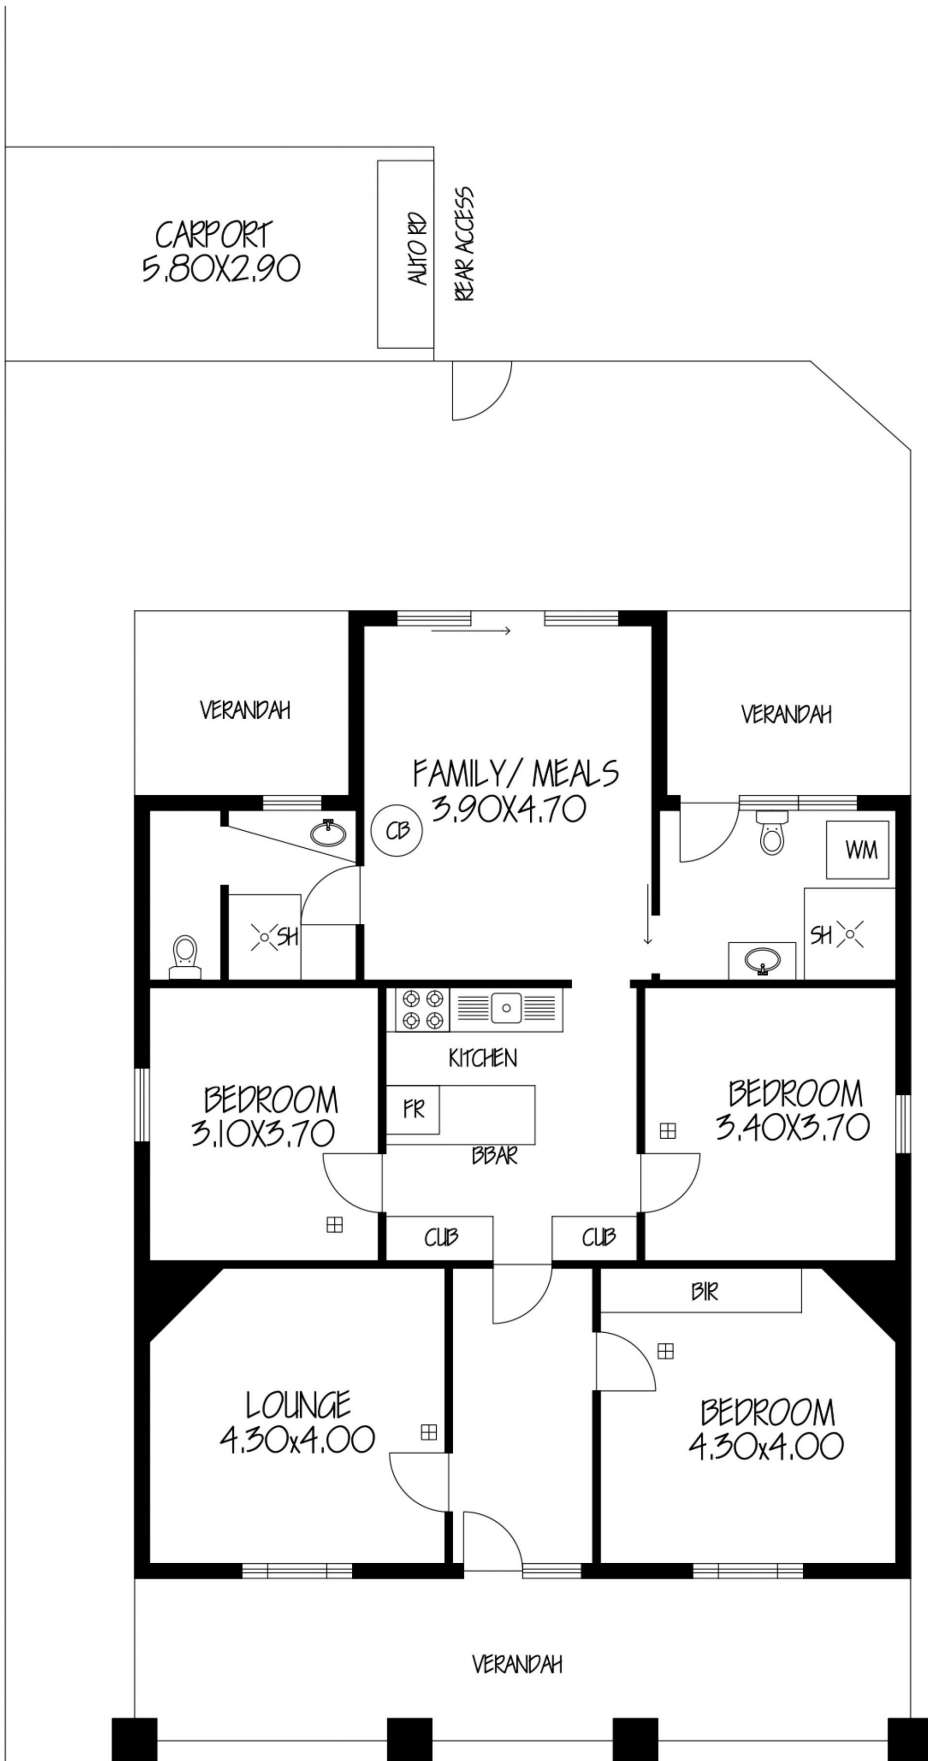 CARPORT
5.80X2.90
AUTO RD
REAR ACCESS
VERANDAH
VERANDAH
FAMILY/ MEALS
3.90X4.70
CB
WM
SH
SH
KITCHEN
BEDROOM
3.10X3.70
FR
BEDROOM
3.40X3.70
BBAR
CUB
CUB
BIR
LOUNGE
4.30x4.00
BEDROOM
4.30x4.00
VERANDAH